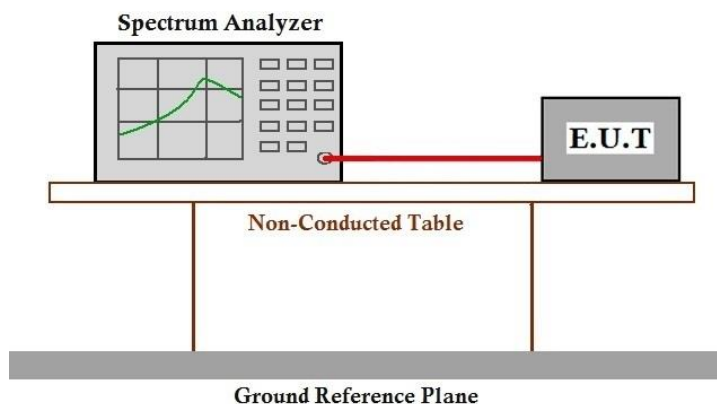 Spectrum Analyzer
E.U.T
Non-Conducted Table
Ground Reference Plane